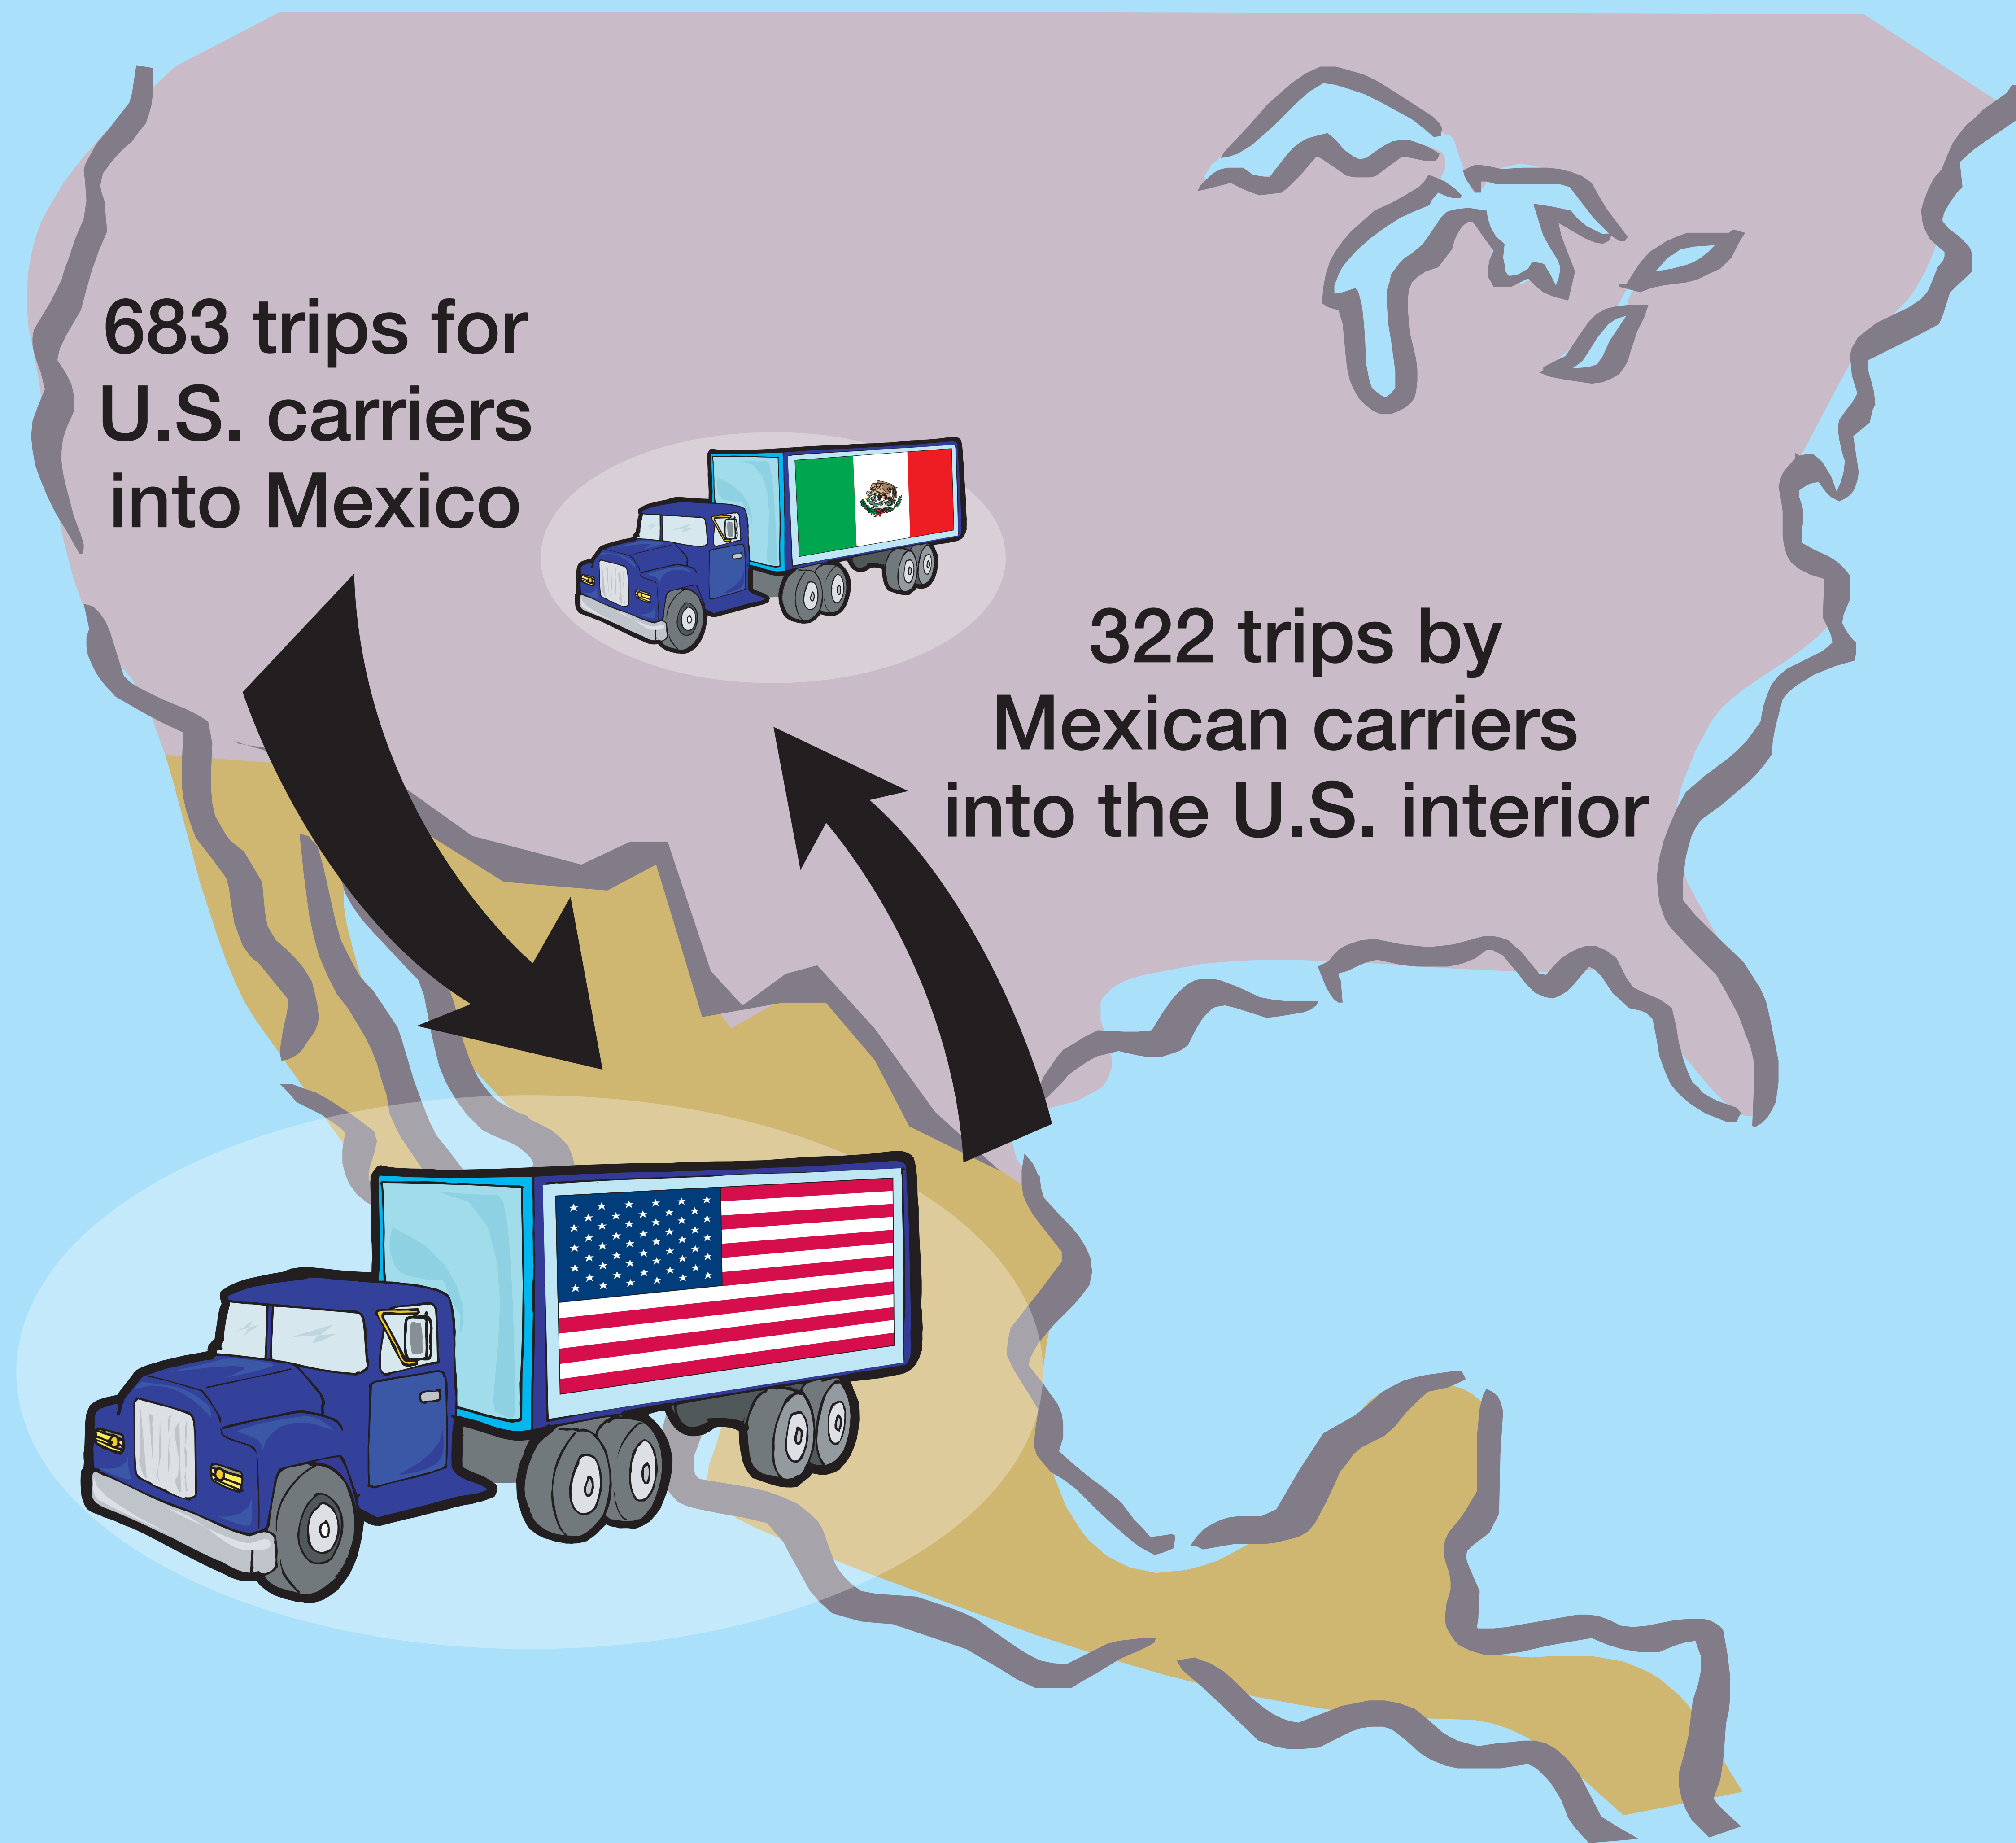 683 trips for
U.S. carriers
into Mexico
322 trips by
Mexican carriers
into the U.S. interior